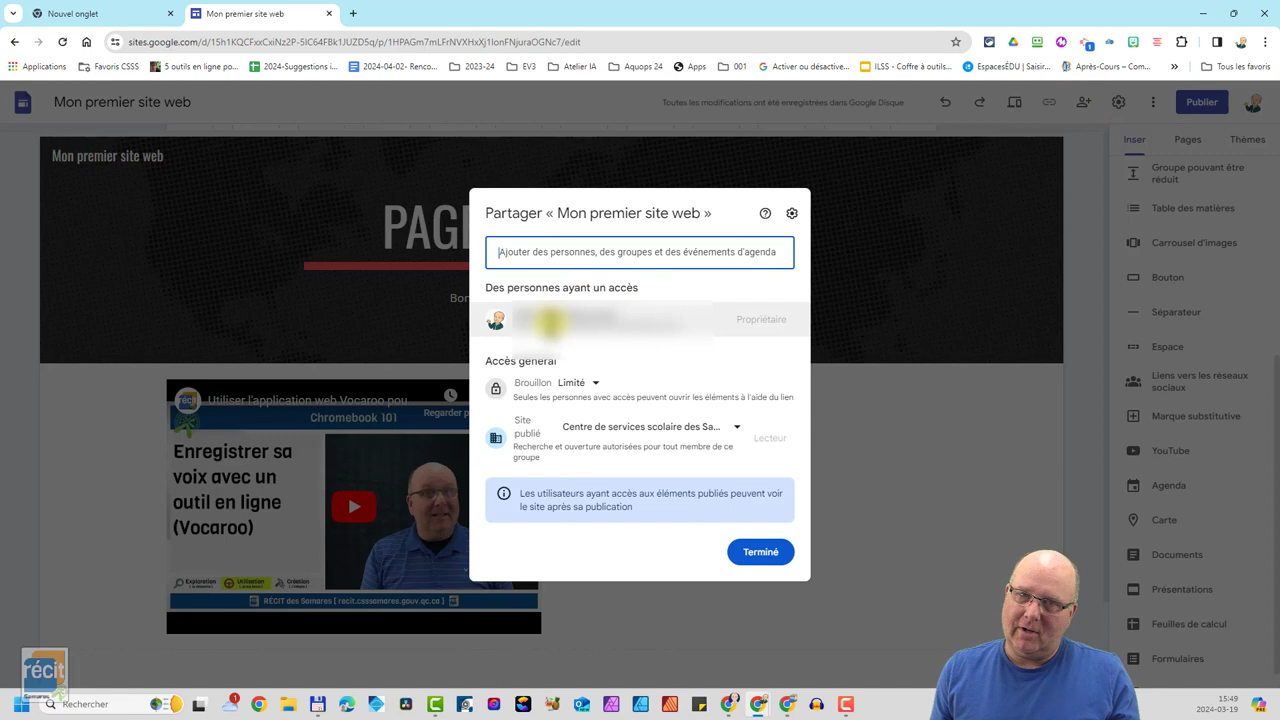 Nouvel onglet
Mon premier site web
sites.google.com/d/15h1KQCFxxCxiNz2P-5IC64FBk1JUZD5q/p/1HPAGm7mLFrNVXHxXj1lonFNjuraOGNc7/edit
Applications
Favoris CSSS
5 outils en ligne po...
2024-Suggestions i...
2024-04-02 - Renco...
2023-24
EV3
Atelier IA
Aquops 24
Apps
001
Activer ou désactive...
ILSS - Coffre à outils...
EspacesÉDU | Saisir...
Après-Cours – Com...
Tous les favoris
Mon premier site web
Toutes les modifications ont été enregistrées dans Google Disque
Publier
Mon premier site web
PAG
Bon
Inser
Pages
Thèmes
Groupe pouvant être
réduit
Table des matières
Carrousel d'images
Bouton
Séparateur
Espace
Liens vers les réseaux
sociaux
Marque substitutive
YouTube
Agenda
Carte
Documents
Présentations
Feuilles de calcul
Formulaires
Partager « Mon premier site web »
Ajouter des personnes, des groupes et des événements d'agenda
Des personnes ayant un accès
Propriétaire
Accès général
Brouillon Limité
Seules les personnes avec accès peuvent ouvrir les éléments à l'aide du lien
Site
publié
Centre de services scolaire des Sa...
Lecteur
Recherche et ouverture autorisées pour tout membre de ce
groupe
Les utilisateurs ayant accès aux éléments publiés peuvent voir
le site après sa publication
Terminé
Utiliser l'application web Vocaroo pou
Regarder p
Chromebook 101
Enregistrer sa
voix avec un
outil en ligne
(Vocaroo)
Exploration
Utilisation
Création
RÉCIT des Samares | recit.csssamares.gouv.qc.ca |
récit
Samares
Rechercher
15:49
2024-03-19